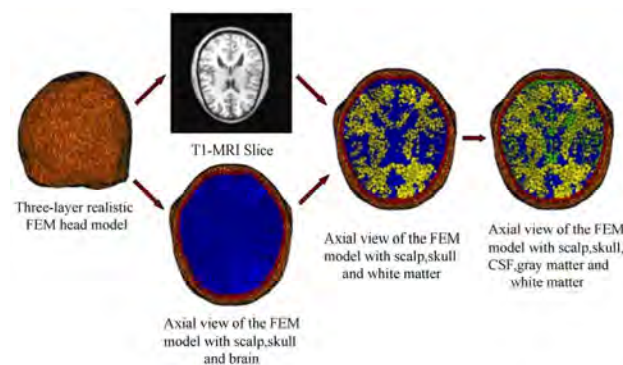 T1-MRI Slice
Three-layer realistic
FEM head model
Axial view of the FEM
model with scalp,skull
and brain
Axial view of the FEM
model with scalp,skull
and white matter
Axial view of the FEM
model with scalp,skull,
CSF,gray matter and
white matter